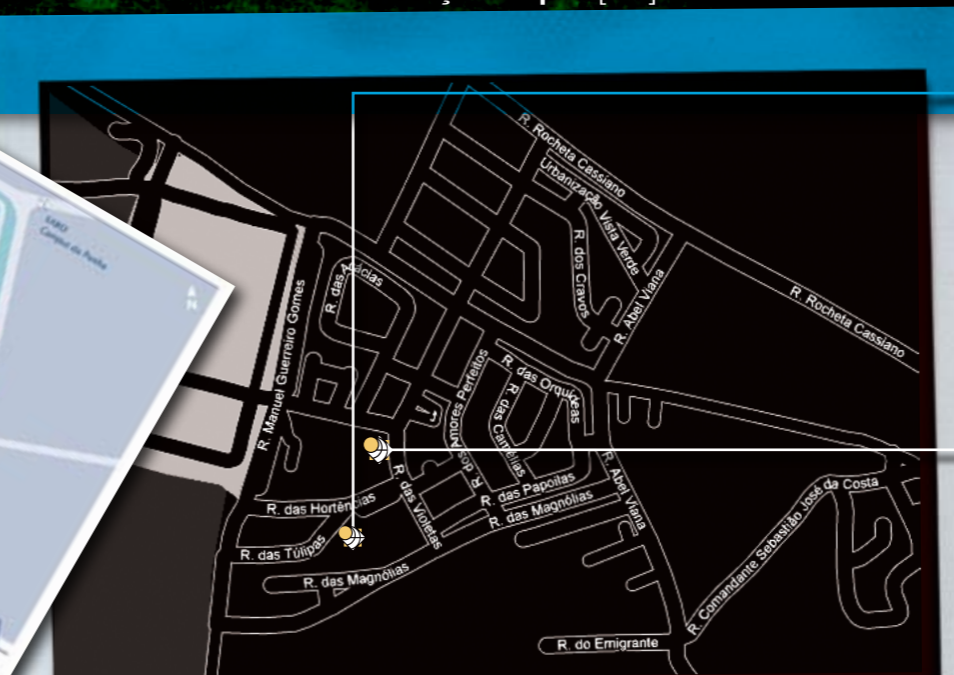 R. Rocheta Cassiano
Urbanização Vista Verde
R. dos Cravos
R. Abel Viana
R. Rocheta Cassiano
R. das Acácias
R. Manuel Guerreiro Gomes
R. dos Amores Perfeitos
R. das Orquídeas
R. das Camélias
R. das Papoilas
R. das Magnólias
R. Abel Viana
R. das Hortências
R. das Violetas
R. das Túlipas
R. das Magnólias
R. Comandante Sebastião José da Costa
R. do Emigrante
Campus da Penha
N